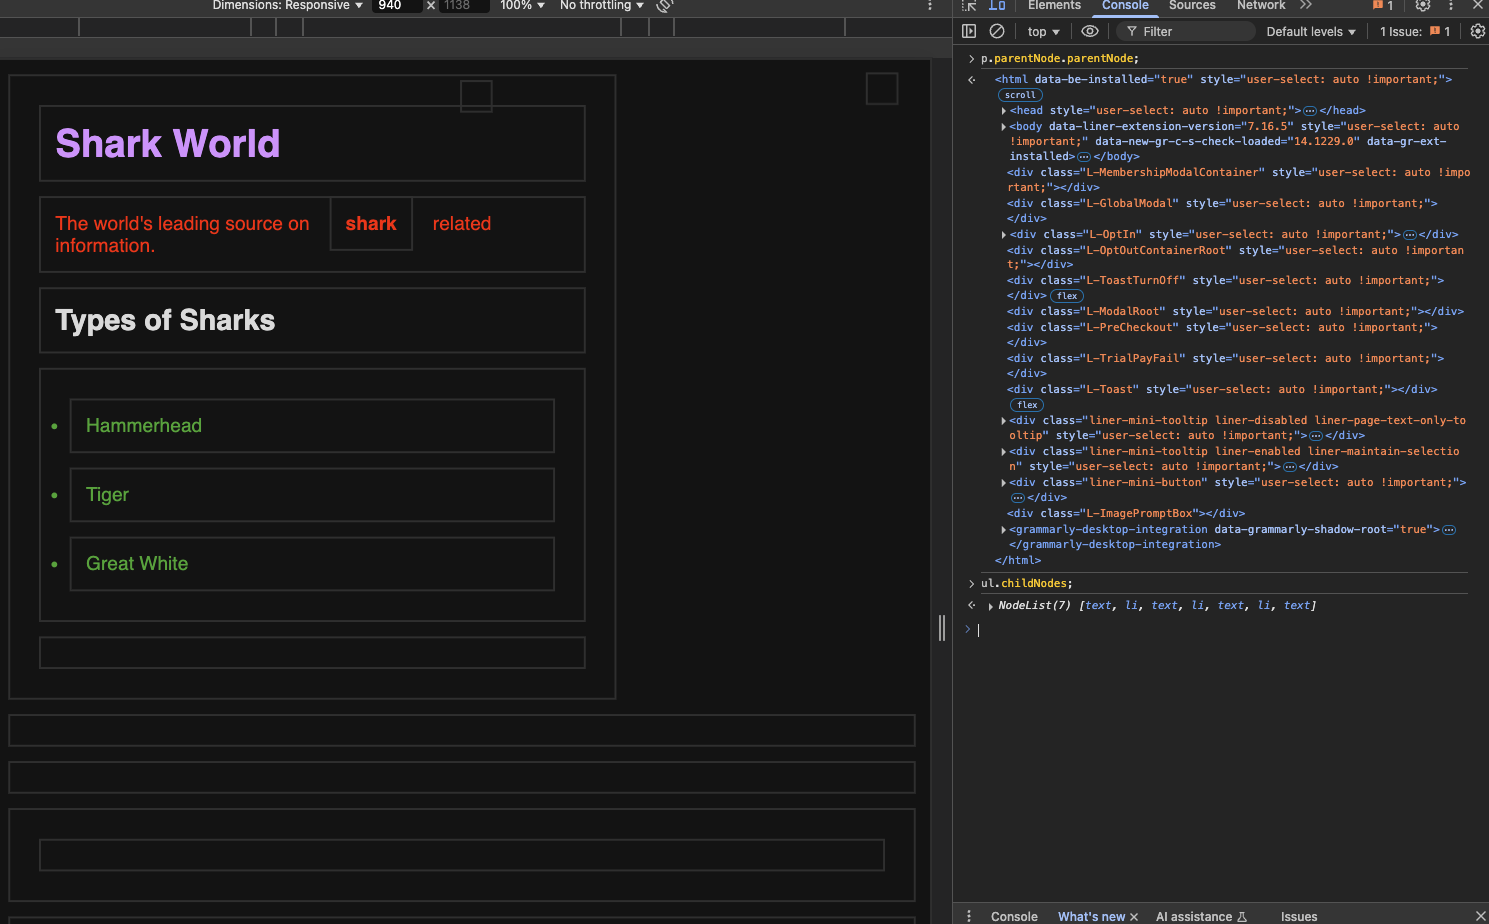 Dimensions: Responsive ▼ 940 × 1138 100% ▼ No throttling ▼
Shark World
The world's leading source on shark related
information.
Types of Sharks
• Hammerhead
• Tiger
• Great White
Elements Console Sources Network 1
top ▼ Filter Default levels ▼ 1 Issue: 1
> p.parentNode.parentNode;
<html data-be-installed="true" style="user-select: auto !important;">
scroll
<head style="user-select: auto !important;">…</head>
<body data-liner-extension-version="7.16.5" style="user-select: auto
!important;" data-new-gr-c-s-check-loaded="14.1229.0" data-gr-ext-
installed>…</body>
<div class="L-MembershipModalContainer" style="user-select: auto !impo
rtant;"></div>
<div class="L-GlobalModal" style="user-select: auto !important;">
</div>
<div class="L-OptIn" style="user-select: auto !important;">…</div>
<div class="L-OptOutContainerRoot" style="user-select: auto !importan
t;"></div>
<div class="L-ToastTurnOff" style="user-select: auto !important;">
</div> flex
<div class="L-ModalRoot" style="user-select: auto !important;"></div>
<div class="L-PreCheckout" style="user-select: auto !important;">
</div>
<div class="L-TrialPayFail" style="user-select: auto !important;">
</div>
<div class="L-Toast" style="user-select: auto !important;"></div>
flex
<div class="liner-mini-tooltip liner-disabled liner-page-text-only-to
oltip" style="user-select: auto !important;">…</div>
<div class="liner-mini-tooltip liner-enabled liner-maintain-selectio
n" style="user-select: auto !important;">…</div>
<div class="liner-mini-button" style="user-select: auto !important;">
…</div>
<div class="L-ImagePromptBox"></div>
<grammarly-desktop-integration data-grammarly-shadow-root="true">…
</grammarly-desktop-integration>
</html>
> ul.childNodes;
NodeList(7) [text, li, text, li, text, li, text]
>
Console What's new × AI assistance Issues